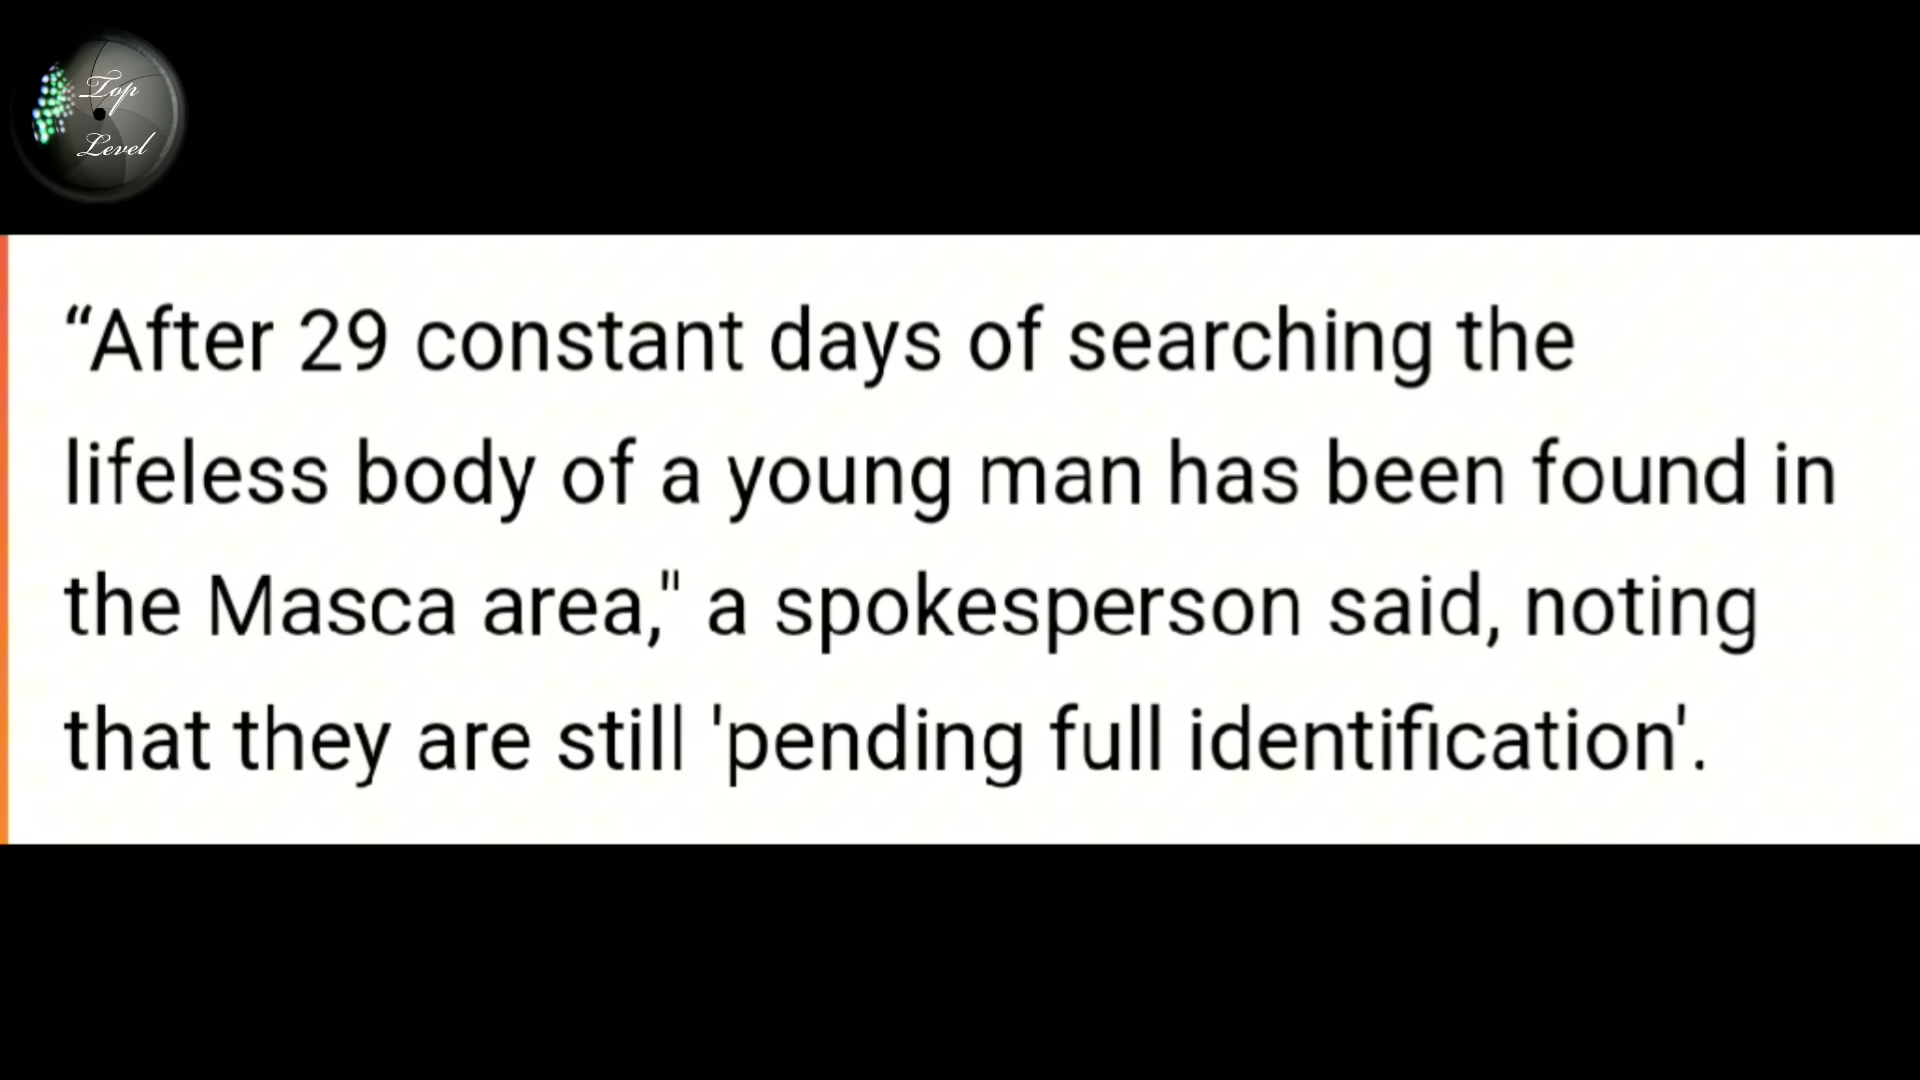 Top
Level
“After 29 constant days of searching the
lifeless body of a young man has been found in
the Masca area," a spokesperson said, noting
that they are still 'pending full identification'.